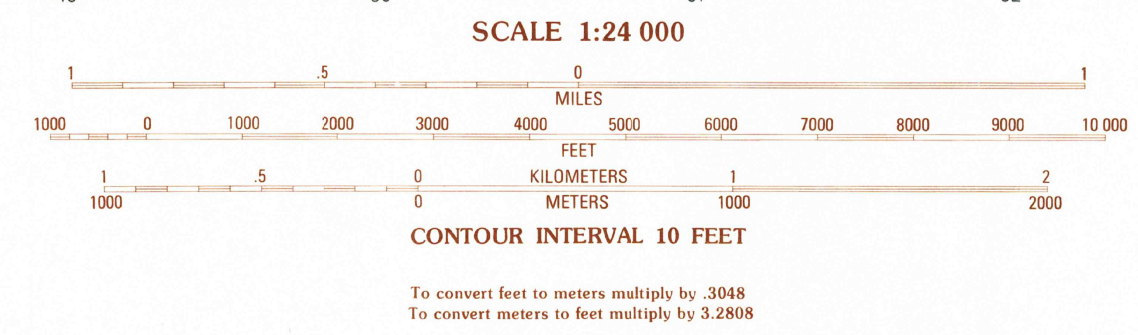 SCALE 1:24 000
1 .5 0 1
MILES
1000 0 1000 2000 3000 4000 5000 6000 7000 8000 9000 10 000
FEET
1 .5 0 KILOMETERS 1 2
1000 0 METERS 1000 2000
CONTOUR INTERVAL 10 FEET
To convert feet to meters multiply by .3048
To convert meters to feet multiply by 3.2808